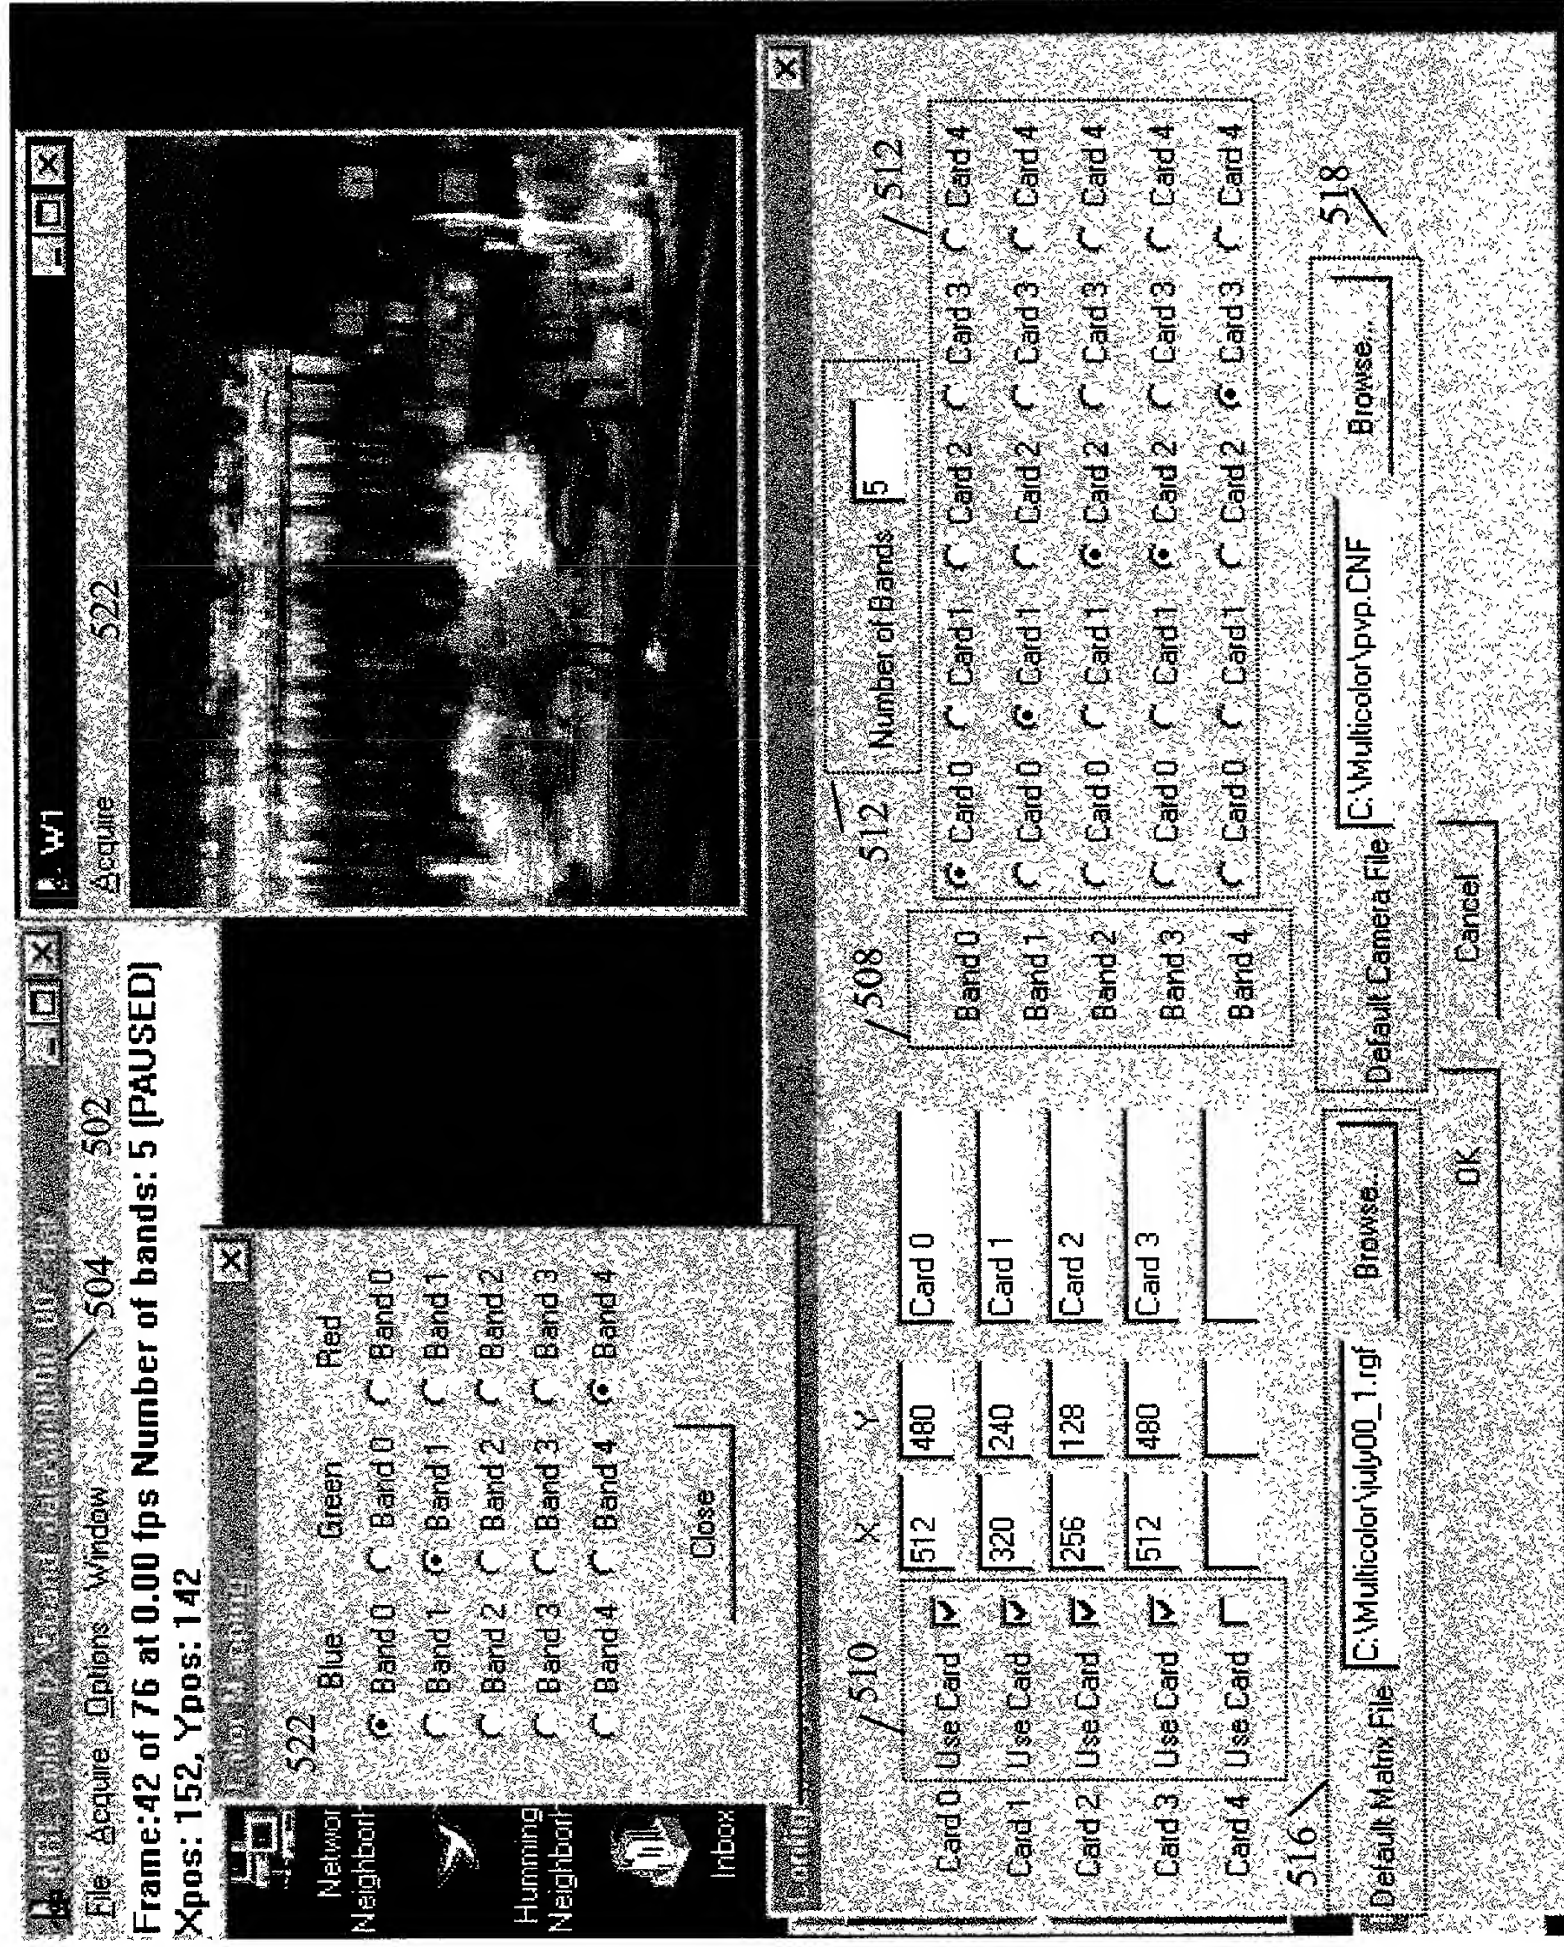 File Acquire Options Window 504 502
Frame:42 of 76 at 0.00 fps Number of bands: 5 (PAUSED)
Xpos: 152, Ypos: 142
W1
Acquire 522
Networ
Neighborh
Humming
Neighborh
Inbox
522
Blue Green Red
Band 0 Band 0 Band 0
Band 1 Band 1 Band 1
Band 2 Band 2 Band 2
Band 3 Band 3 Band 3
Band 4 Band 4 Band 4
Close
510 X Y 508 512 Number of Bands 5 512
Card 0 Use Card 512 480 Card 0 Band 0 Card 0 Card 1 Card 2 Card 3 Card 4
Card 1 Use Card 320 240 Card 1 Band 1 Card 0 Card 1 Card 2 Card 3 Card 4
Card 2 Use Card 256 128 Card 2 Band 2 Card 0 Card 1 Card 2 Card 3 Card 4
Card 3 Use Card 512 480 Card 3 Band 3 Card 0 Card 1 Card 2 Card 3 Card 4
Card 4 Use Card Band 4 Card 0 Card 1 Card 2 Card 3 Card 4
516 518
Default Matrix File C:\Multicolor\july00_1.rgf Browse... Default Camera File C:\Multicolor\pvp.CNF Browse...
OK Cancel